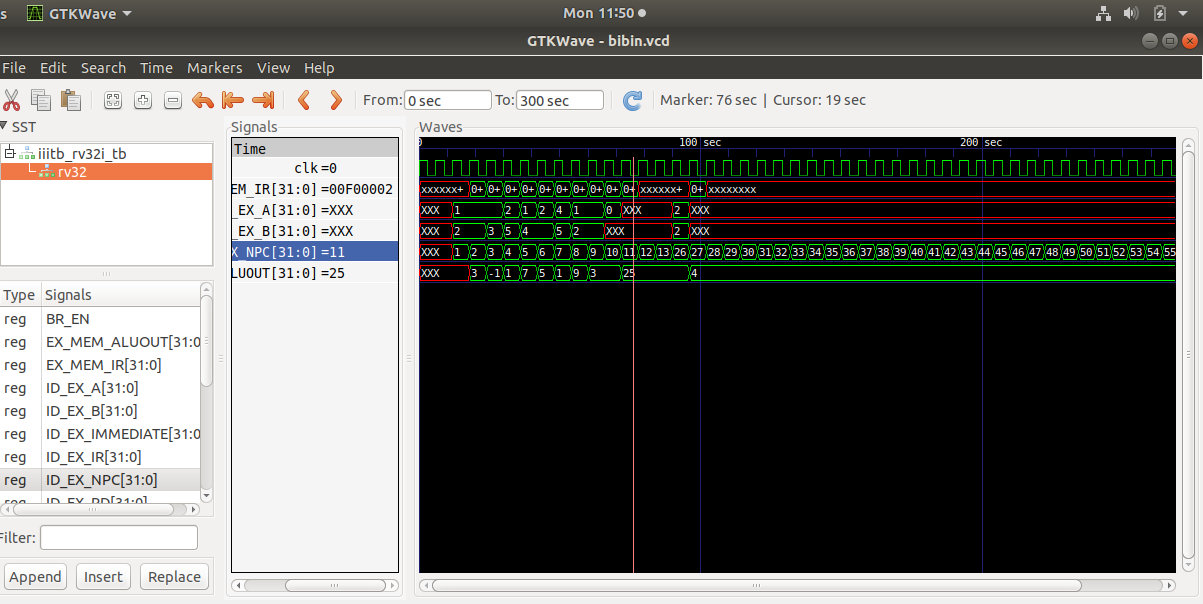 s GTKWave Mon 11:50
GTKWave - bibin.vcd
File Edit Search Time Markers View Help
From: 0 sec To: 300 sec Marker: 76 sec | Cursor: 19 sec
SST
iiitb_rv32i_tb
rv32
Type Signals
reg BR_EN
reg EX_MEM_ALUOUT[31:0
reg EX_MEM_IR[31:0]
reg ID_EX_A[31:0]
reg ID_EX_B[31:0]
reg ID_EX_IMMEDIATE[31:0
reg ID_EX_IR[31:0]
reg ID_EX_NPC[31:0]
reg ID_EX_RD[31:0]
Filter:
Append Insert Replace
Signals
Time
clk=0
EM_IR[31:0]=00F00002
_EX_A[31:0]=XXX
_EX_B[31:0]=XXX
X_NPC[31:0]=11
LUOUT[31:0]=25
Waves
0 100 sec 200 sec
xxxxxx+ 0+ 0+ 0+ 0+ 0+ 0+ 0+ 0+ 0+ 0+ xxxxxx+ 0+ xxxxxxxx
XXX 1 2 1 2 4 1 0 XXX 2 XXX
XXX 2 3 5 4 5 2 XXX 2 XXX
XXX 1 2 3 4 5 6 7 8 9 10 11 12 13 26 27 28 29 30 31 32 33 34 35 36 37 38 39 40 41 42 43 44 45 46 47 48 49 50 51 52 53 54 55
XXX 3 -1 1 7 5 1 9 3 25 4